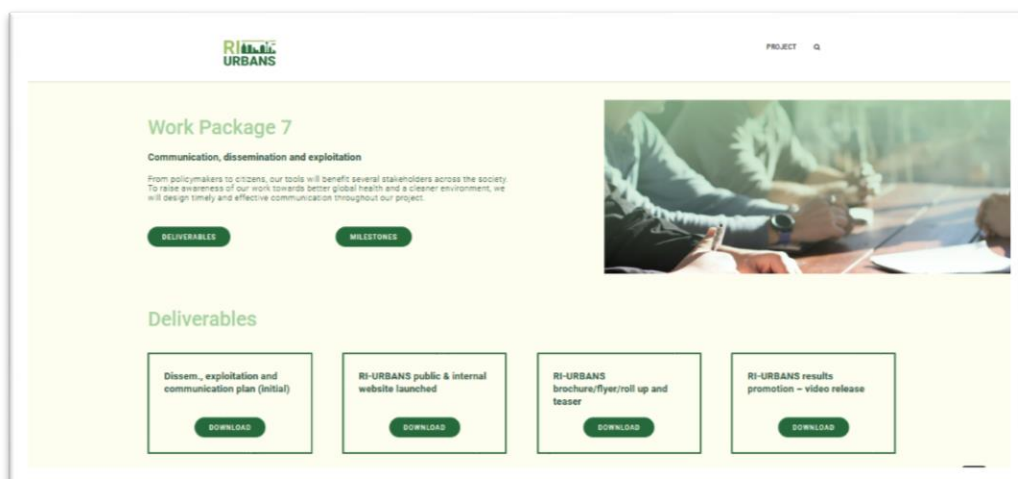 RI
URBANS
PROJECT
Work Package 7
Communication, dissemination and exploitation
From policymakers to citizens, our tools will benefit several stakeholders across the society.
To raise awareness of our work towards better global health and a cleaner environment, we
will design timely and effective communication throughout our project.
DELIVERABLES
MILESTONES
Deliverables
Dissem., exploitation and
communication plan (initial)
DOWNLOAD
RI-URBANS public & internal
website launched
DOWNLOAD
RI-URBANS
brochure/flyer/roll up and
teaser
DOWNLOAD
RI-URBANS results
promotion – video release
DOWNLOAD